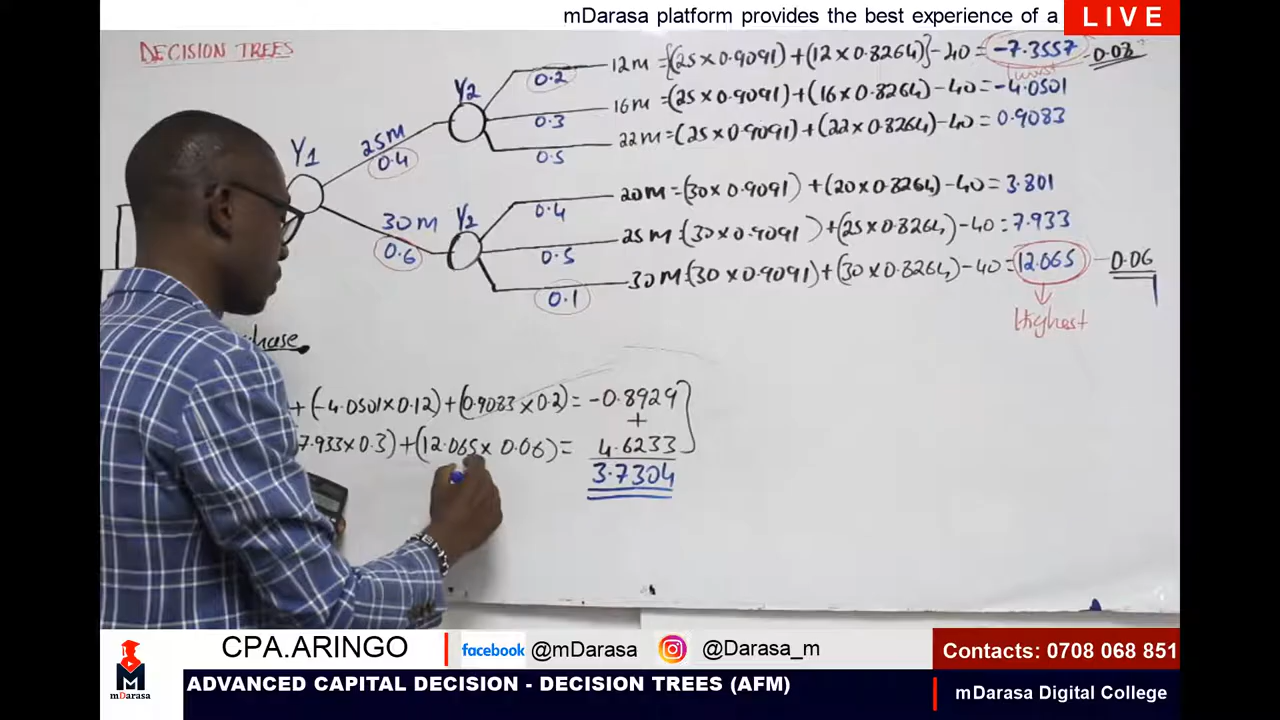 mDarasa platform provides the best experience of a
LIVE
DECISION TREES
Y1
25M
0.4
30M
0.6
Y2
0.2
0.3
0.5
12m = {(25×0.9091) + (12×0.8264)} - 40 = -7.3557 0.08
16m = (25×0.9091) + (16×0.8264) - 40 = -4.0501
22m = (25×0.9091) + (22×0.8264) - 40 = 0.9083
Y2
0.4
0.5
0.1
20M = (30×0.9091) + (20×0.8264) - 40 = 3.801
25M (30×0.9091) + (25×0.8264) - 40 = 7.933
30M (30×0.9091) + (30×0.8264) - 40 = 12.065 - 0.06
Highest
hase
+ (-4.0501×0.12) + (0.9083×0.2) = -0.8929
+
7.933×0.3) + (12.065× 0.06) = 4.6233
3.7304
mDarasa
CPA.ARINGO
facebook @mDarasa
@Darasa_m
Contacts: 0708 068 851
ADVANCED CAPITAL DECISION - DECISION TREES (AFM)
mDarasa Digital College